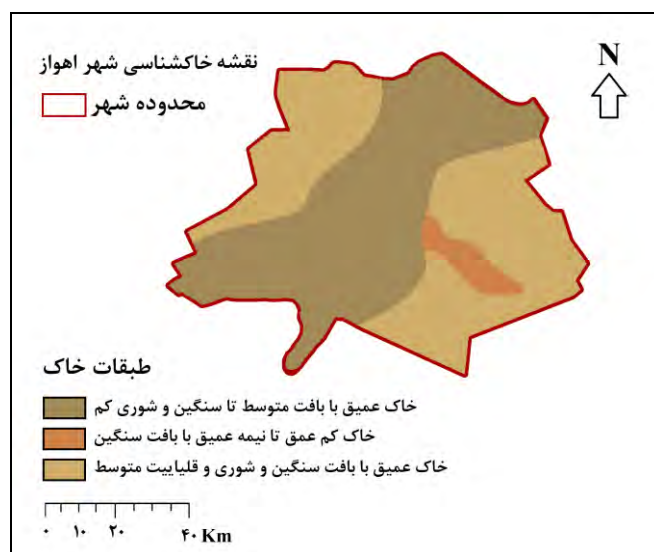 نقشه خاکشناسی شهر اهواز
محدوده شهر
N
طبقات خاک
خاک عمیق با بافت متوسط تا سنگین و شوری کم
خاک کم عمق تا نیمه عمیق با بافت سنگین
خاک عمیق با بافت سنگین و شوری و قلیاییت متوسط
۰ ۱۰ ۲۰ ۴۰ Km